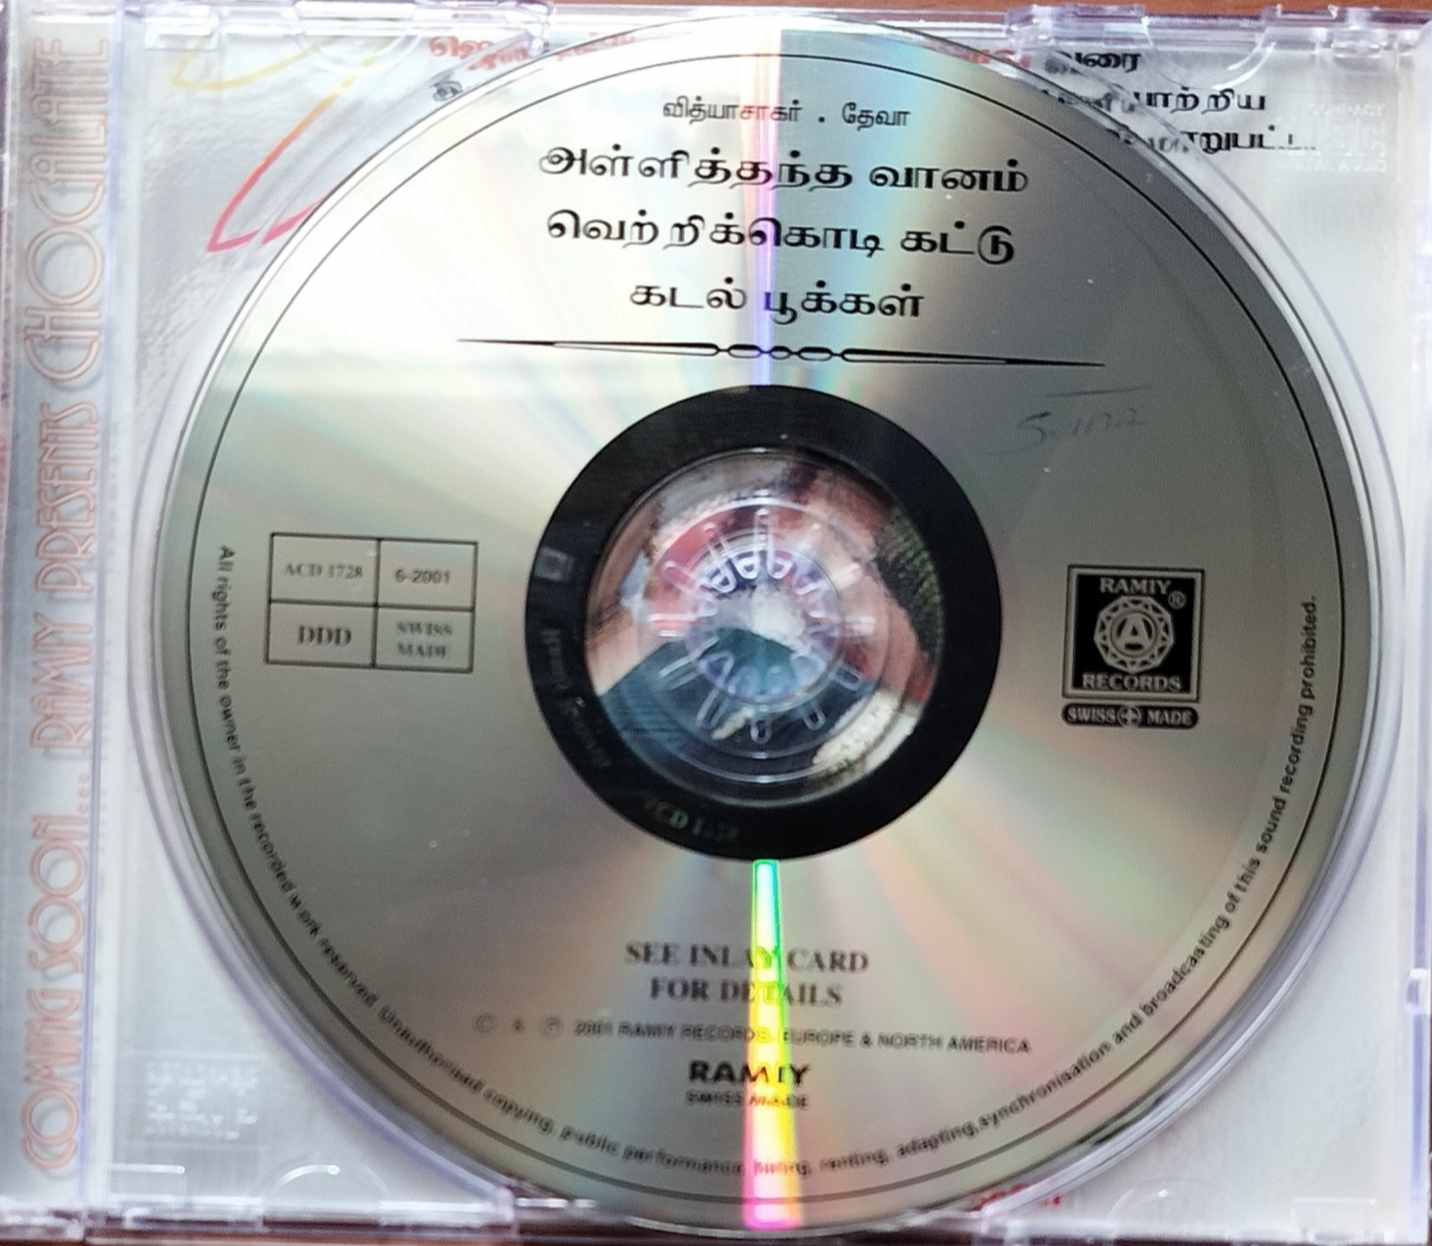 வரை
வித்யாசாகர் . தேவா
அள்ளித்தந்த வானம்
வெற்றிக்கொடி கட்டு
கடல் பூக்கள்
ACD 1728
6-2001
DDD
SWISS MADE
RAMIY
RECORDS
SWISS MADE
SEE INLAY CARD
FOR DETAILS
© & ℗ 2001 RAMIY RECORDS. EUROPE & NORTH AMERICA
RAMIY
SWISS MADE
All rights of the owner in the recorded work reserved. Unauthorised copying, public performance, hiring, renting, adapting, synchronisation and broadcasting of this sound recording prohibited.
COMING SOON... RAMIY PRESENTS CHOCALATE